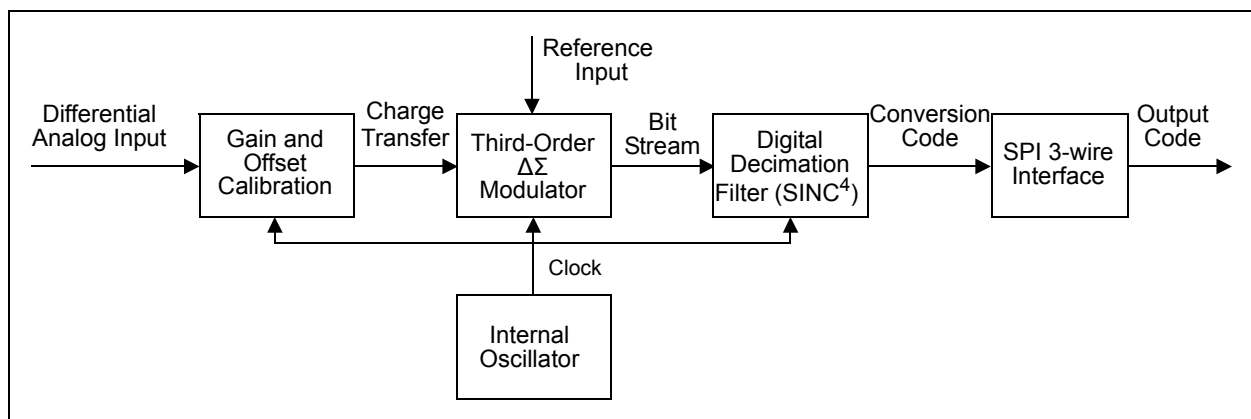 Reference
Input
Differential
Analog Input
Gain and
Offset
Calibration
Charge
Transfer
Third-Order
ΔΣ
Modulator
Bit
Stream
Digital
Decimation
Filter (SINC⁴)
Conversion
Code
SPI 3-wire
Interface
Output
Code
Clock
Internal
Oscillator